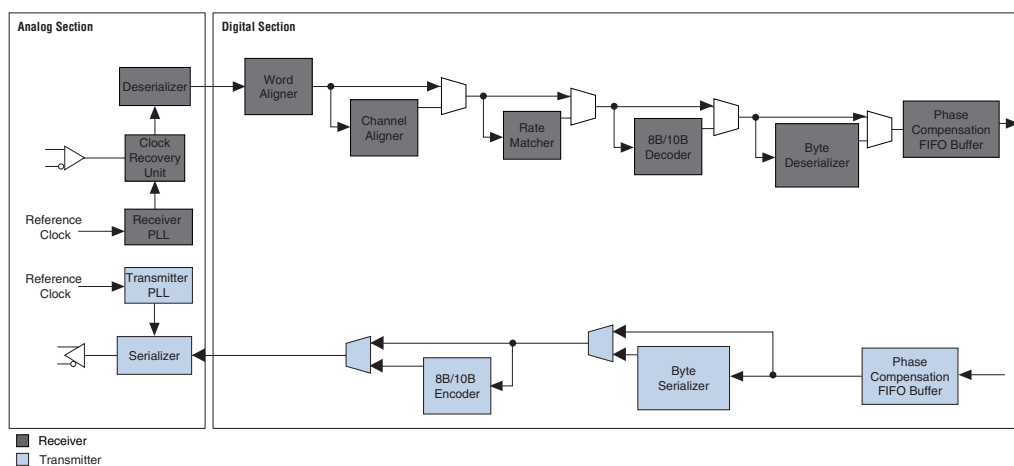 Analog Section
Digital Section
Deserializer
Word
Aligner
Channel
Aligner
Rate
Matcher
8B/10B
Decoder
Byte
Deserializer
Phase
Compensation
FIFO Buffer
Clock
Recovery
Unit
Reference
Clock
Receiver
PLL
Reference
Clock
Transmitter
PLL
Serializer
8B/10B
Encoder
Byte
Serializer
Phase
Compensation
FIFO Buffer
Receiver
Transmitter